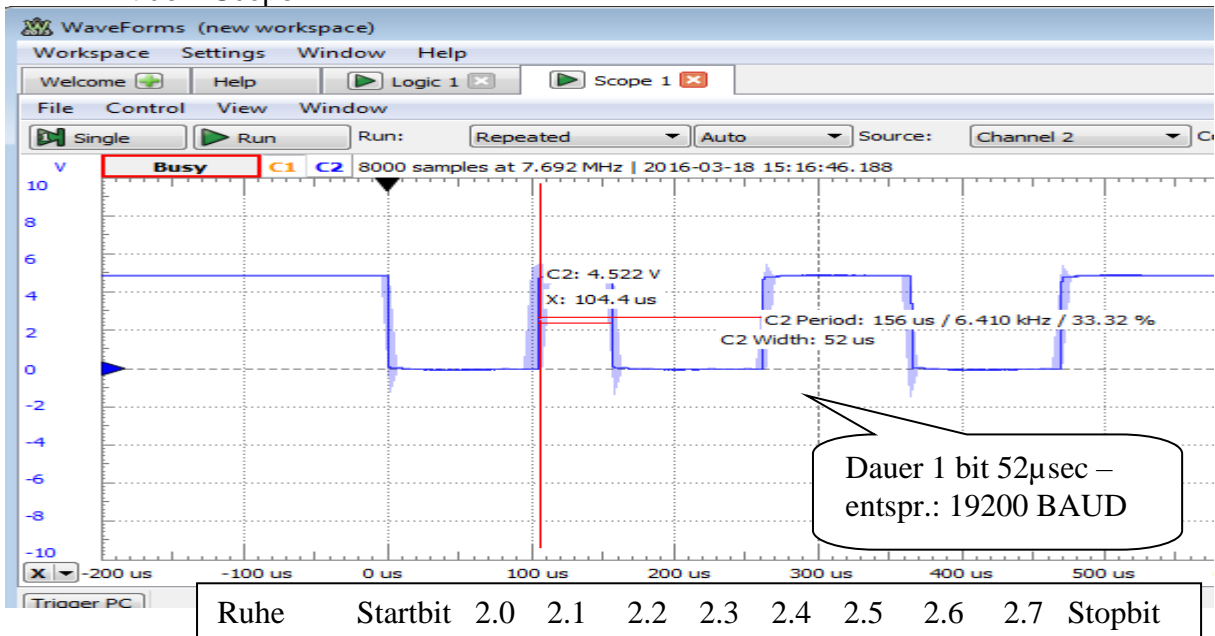 WaveForms (new workspace)
Workspace Settings Window Help
Welcome Help Logic 1 Scope 1
File Control View Window
Single Run Run: Repeated Auto Source: Channel 2
V Busy C1 C2 8000 samples at 7.692 MHz | 2016-03-18 15:16:46.188
10
8
6
C2: 4.522 V
4
X: 104.4 us
C2 Period: 156 us / 6.410 kHz / 33.32 %
2
C2 Width: 52 us
0
-2
-4
Dauer 1 bit 52µsec –
-6
entspr.: 19200 BAUD
-8
-10
X -200 us -100 us 0 us 100 us 200 us 300 us 400 us 500 us
Trigger PC
Ruhe Startbit 2.0 2.1 2.2 2.3 2.4 2.5 2.6 2.7 Stopbit